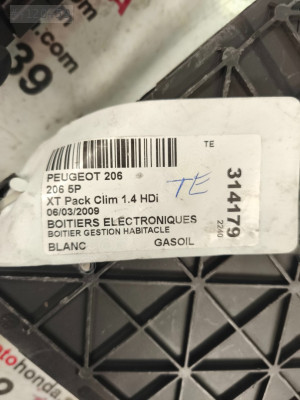 39
TE
PEUGEOT 206
206 5P
XT Pack Clim 1.4 HDi
06/03/2009
BOITIERS ELECTRONIQUES
BOITIER GESTION HABITACLE
BLANC GASOIL
TE
314179
2240
otohonda.com